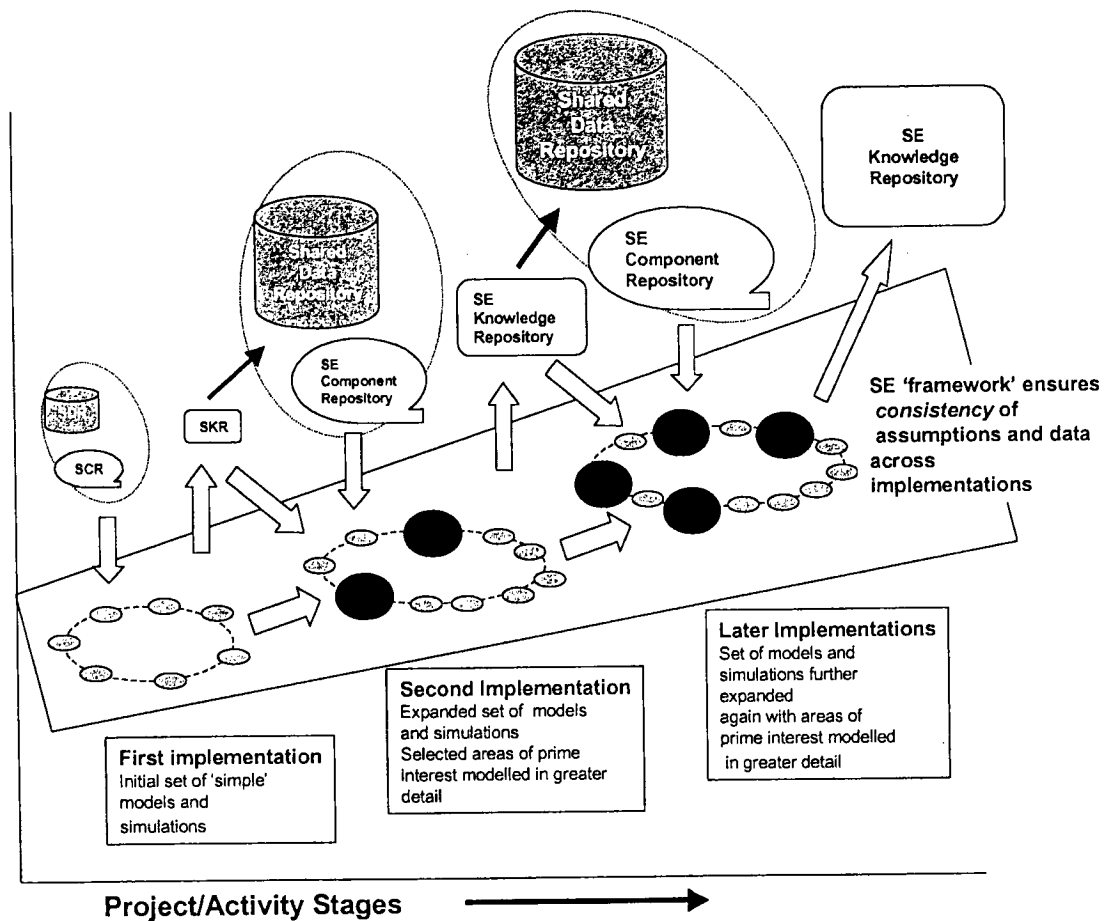 Shared
Data
Repository
SE
Knowledge
Repository
Shared
Data
Repository
SE
Component
Repository
SE
Knowledge
Repository
SE
Component
Repository
SKR
SCR
SE 'framework' ensures
consistency of
assumptions and data
across
implementations
First implementation
Initial set of 'simple'
models and
simulations
Second Implementation
Expanded set of models
and simulations
Selected areas of prime
interest modelled in greater
detail
Later Implementations
Set of models and
simulations further
expanded
again with areas of
prime interest modelled
in greater detail
Project/Activity Stages